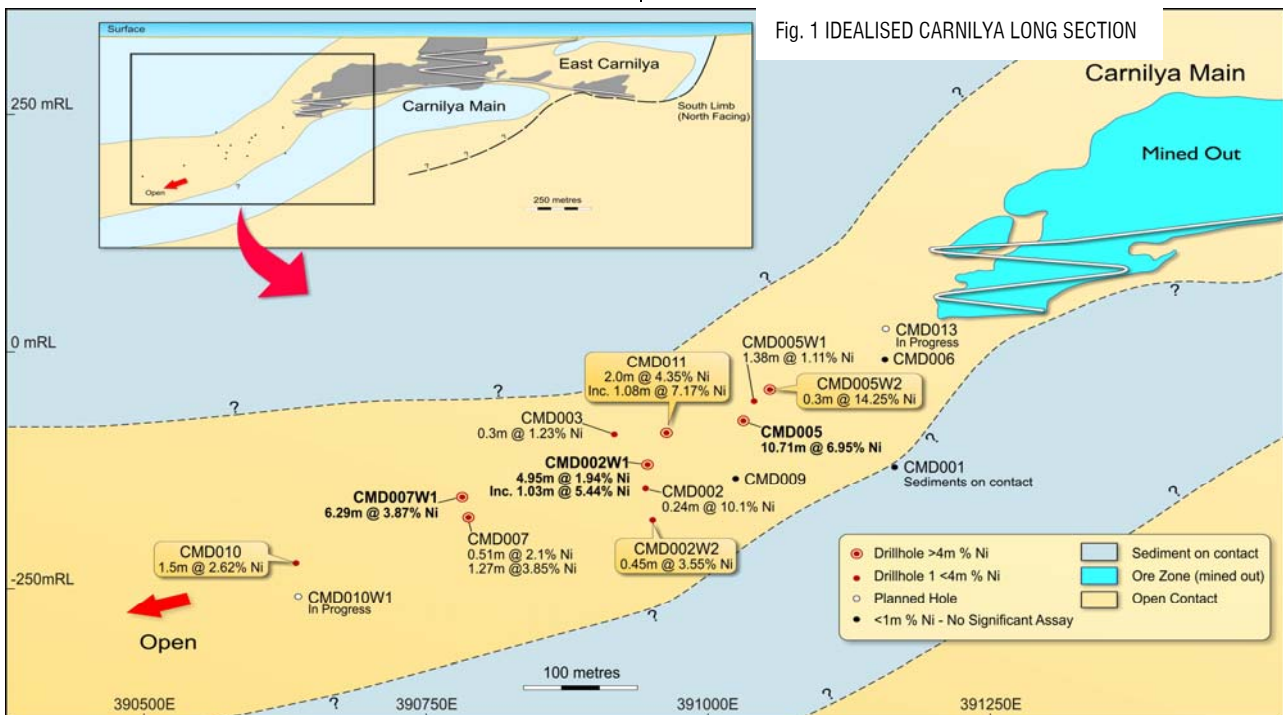 Fig. 1 IDEALISED CARNILYA LONG SECTION
Surface
East Carnilya
Carnilya Main
South Limb
(North Facing)
?
?
?
?
Open
250 metres
250 mRL
0 mRL
-250mRL
Carnilya Main
Mined Out
?
?
?
?
?
?
?
?
?
?
CMD013
In Progress
CMD006
CMD005W1
1.38m @ 1.11% Ni
CMD011
2.0m @ 4.35% Ni
Inc. 1.08m @ 7.17% Ni
CMD005W2
0.3m @ 14.25% Ni
CMD003
0.3m @ 1.23% Ni
CMD005
10.71m @ 6.95% Ni
CMD002W1
4.95m @ 1.94% Ni
Inc. 1.03m @ 5.44% Ni
CMD009
CMD001
Sediments on contact
CMD002
0.24m @ 10.1% Ni
CMD007W1
6.29m @ 3.87% Ni
CMD007
0.51m @ 2.1% Ni
1.27m @3.85% Ni
CMD002W2
0.45m @ 3.55% Ni
CMD010
1.5m @ 2.62% Ni
CMD010W1
In Progress
Open
Drillhole >4m % Ni
Drillhole 1 <4m % Ni
Planned Hole
<1m % Ni - No Significant Assay
Sediment on contact
Ore Zone (mined out)
Open Contact
100 metres
390500E
390750E
391000E
391250E